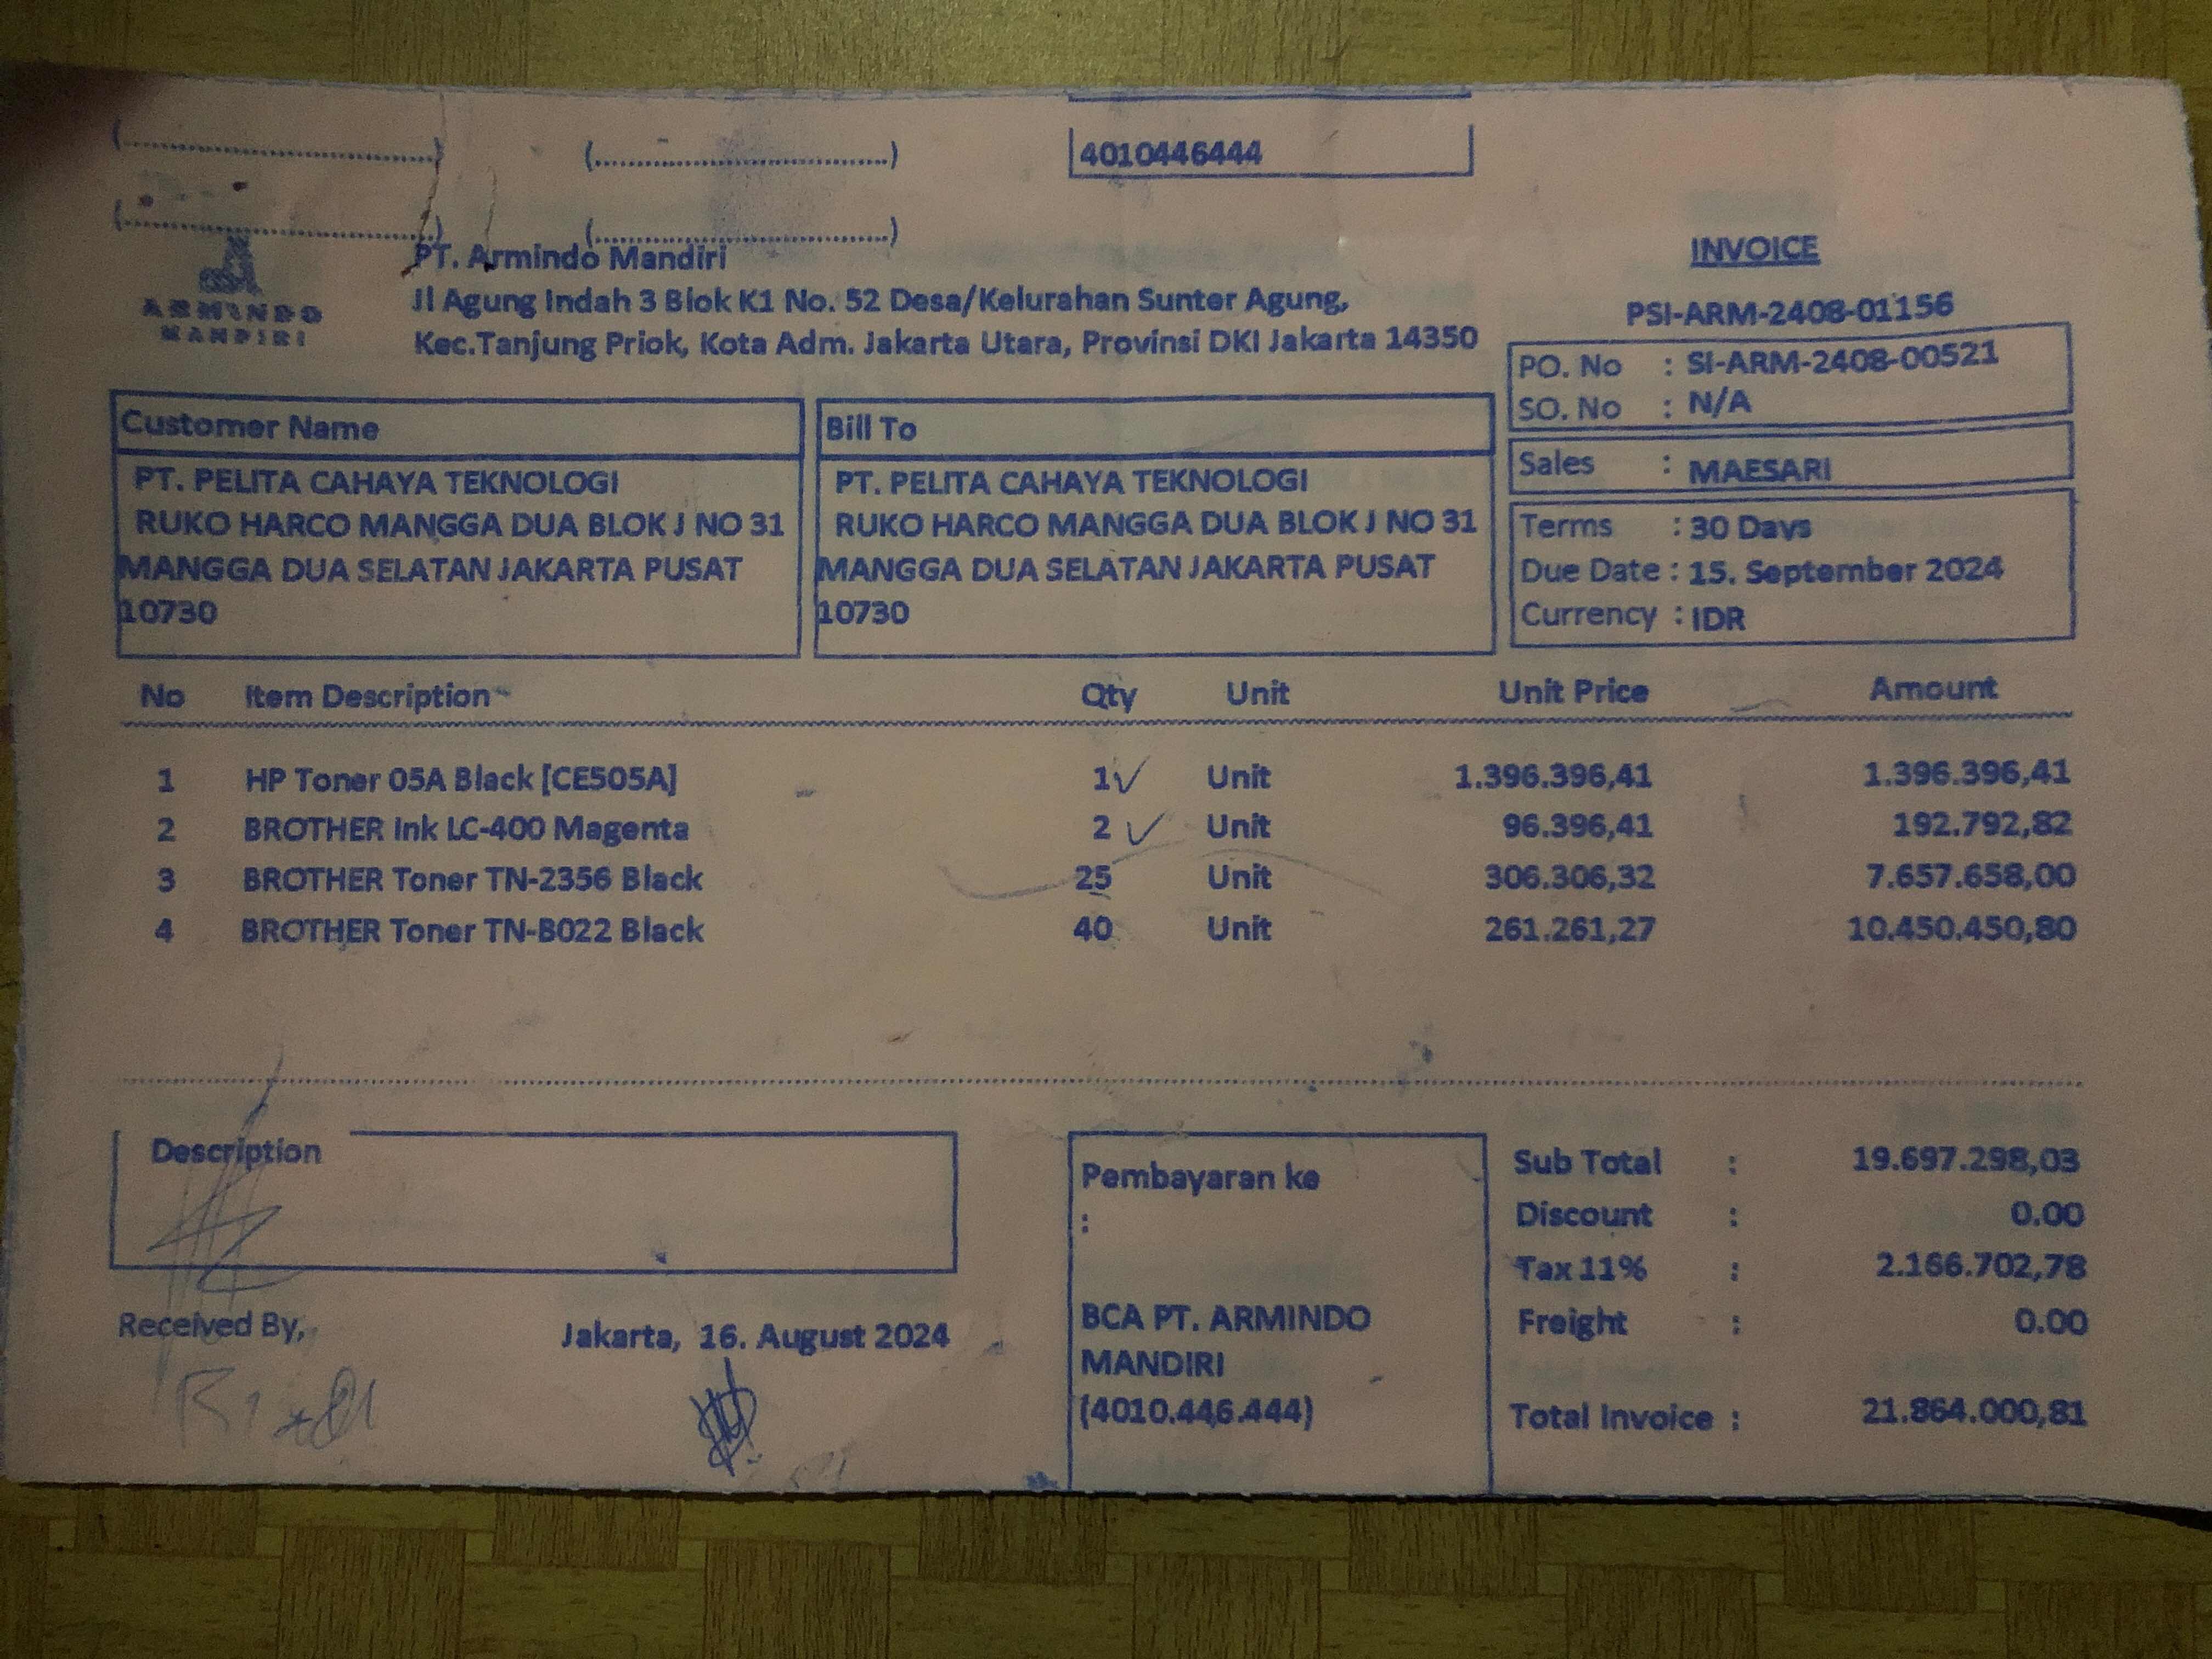 (..............................)
(..............................)
4010446444
(..............................)
(..............................)
ARMINDO
MANDIRI
PT. Armindo Mandiri
Jl Agung Indah 3 Blok K1 No. 52 Desa/Kelurahan Sunter Agung,
Kec.Tanjung Priok, Kota Adm. Jakarta Utara, Provinsi DKI Jakarta 14350
INVOICE
PSI-ARM-2408-01156
PO. No : SI-ARM-2408-00521
SO. No : N/A
Sales : MAESARI
Terms : 30 Days
Due Date : 15. September 2024
Currency : IDR
Customer Name
PT. PELITA CAHAYA TEKNOLOGI
RUKO HARCO MANGGA DUA BLOK J NO 31
MANGGA DUA SELATAN JAKARTA PUSAT
10730
Bill To
PT. PELITA CAHAYA TEKNOLOGI
RUKO HARCO MANGGA DUA BLOK J NO 31
MANGGA DUA SELATAN JAKARTA PUSAT
10730
No Item Description Qty Unit Unit Price Amount
1 HP Toner 05A Black [CE505A] 1 Unit 1.396.396,41 1.396.396,41
2 BROTHER Ink LC-400 Magenta 2 Unit 96.396,41 192.792,82
3 BROTHER Toner TN-2356 Black 25 Unit 306.306,32 7.657.658,00
4 BROTHER Toner TN-B022 Black 40 Unit 261.261,27 10.450.450,80
Description
Received By,
Jakarta, 16. August 2024
Pembayaran ke
:
BCA PT. ARMINDO
MANDIRI
(4010.446.444)
Sub Total : 19.697.298,03
Discount : 0.00
Tax 11% : 2.166.702,78
Freight : 0.00
Total Invoice : 21.864.000,81